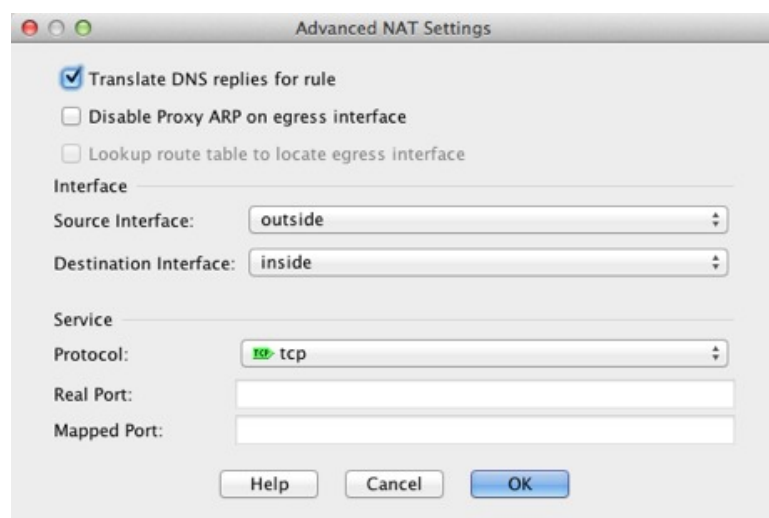 Advanced NAT Settings
Translate DNS replies for rule
Disable Proxy ARP on egress interface
Lookup route table to locate egress interface
Interface
Source Interface: outside
Destination Interface: inside
Service
Protocol: TCP tcp
Real Port:
Mapped Port:
Help Cancel OK